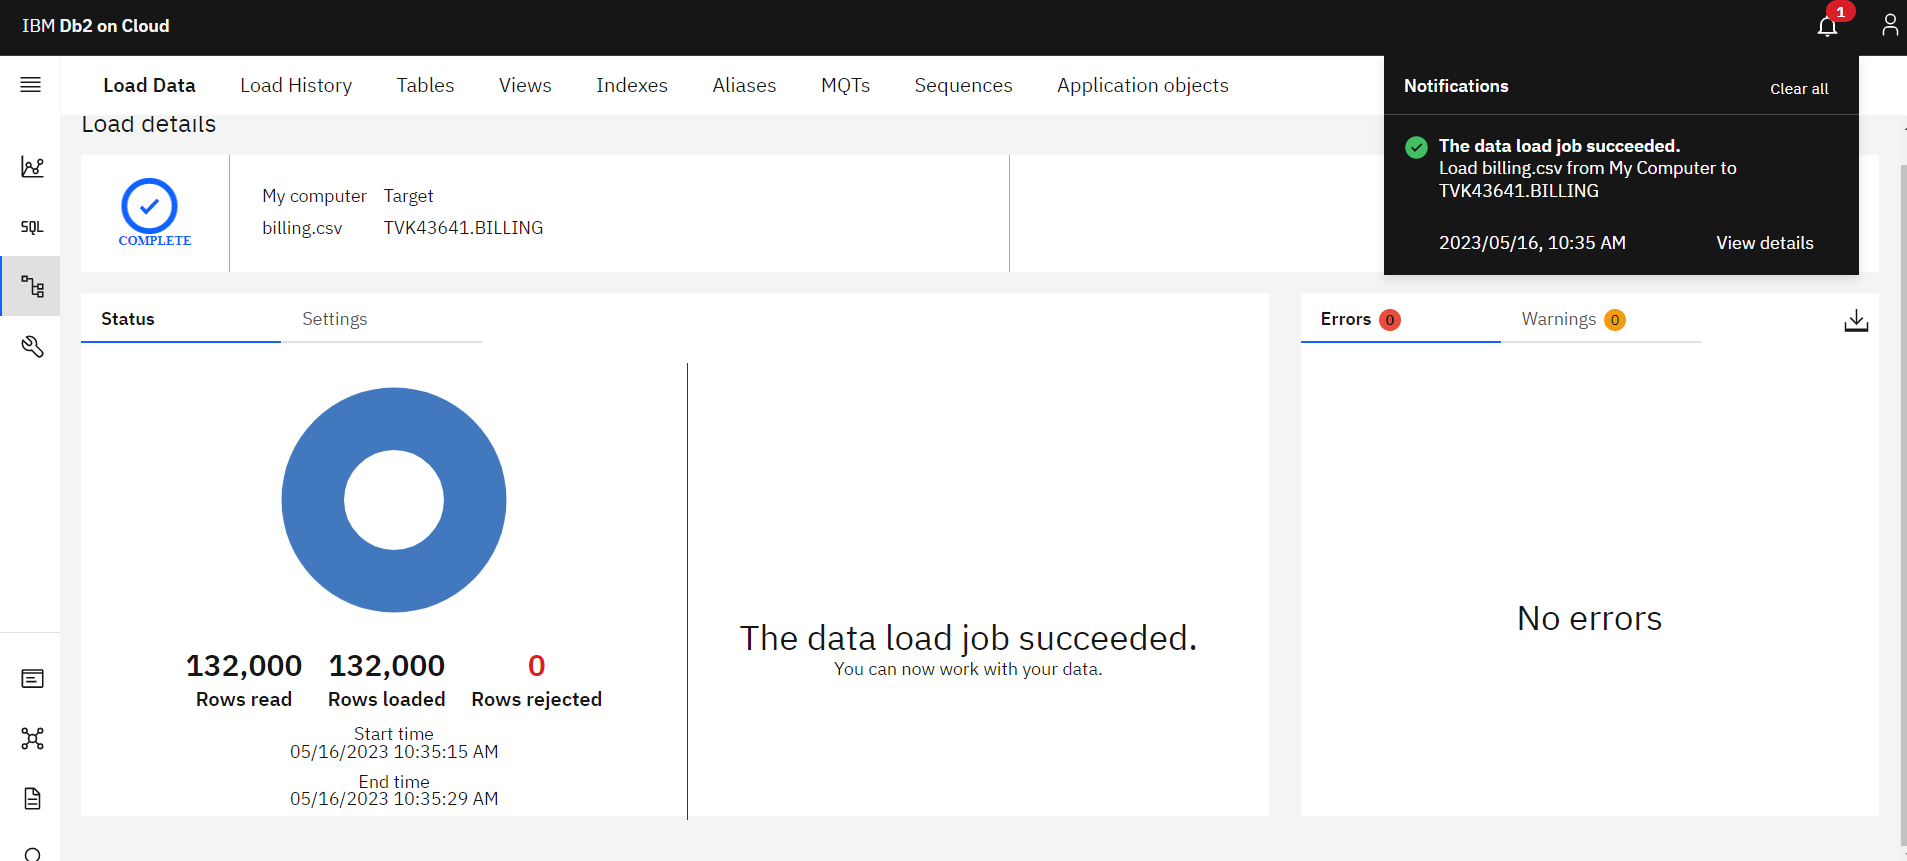 IBM Db2 on Cloud
1
Load Data Load History Tables Views Indexes Aliases MQTs Sequences Application objects
Notifications Clear all
The data load job succeeded.
Load billing.csv from My Computer to
TVK43641.BILLING
2023/05/16, 10:35 AM View details
Load details
COMPLETE
My computer Target
billing.csv TVK43641.BILLING
SQL
Status Settings
Errors 0 Warnings 0
132,000 132,000 0
Rows read Rows loaded Rows rejected
Start time
05/16/2023 10:35:15 AM
End time
05/16/2023 10:35:29 AM
The data load job succeeded.
You can now work with your data.
No errors